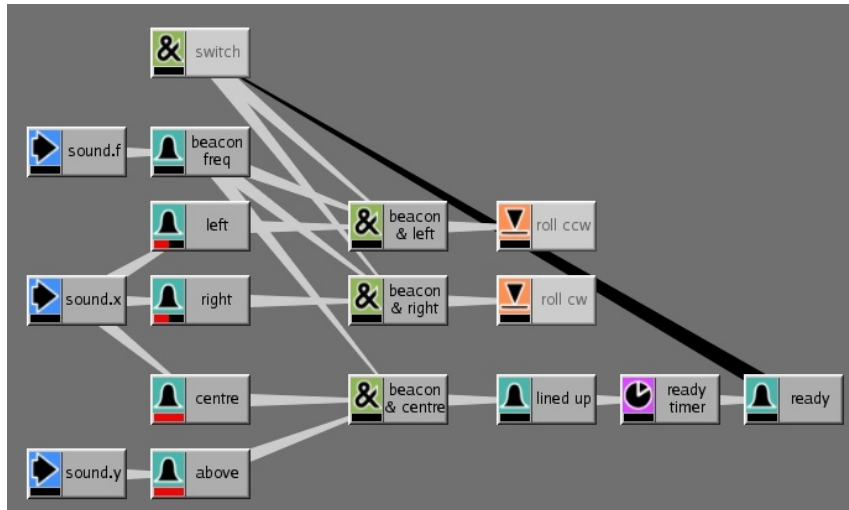 switch
sound.f
beacon
freq
left
beacon
& left
roll ccw
sound.x
right
beacon
& right
roll cw
centre
beacon
& centre
lined up
ready
timer
ready
sound.y
above